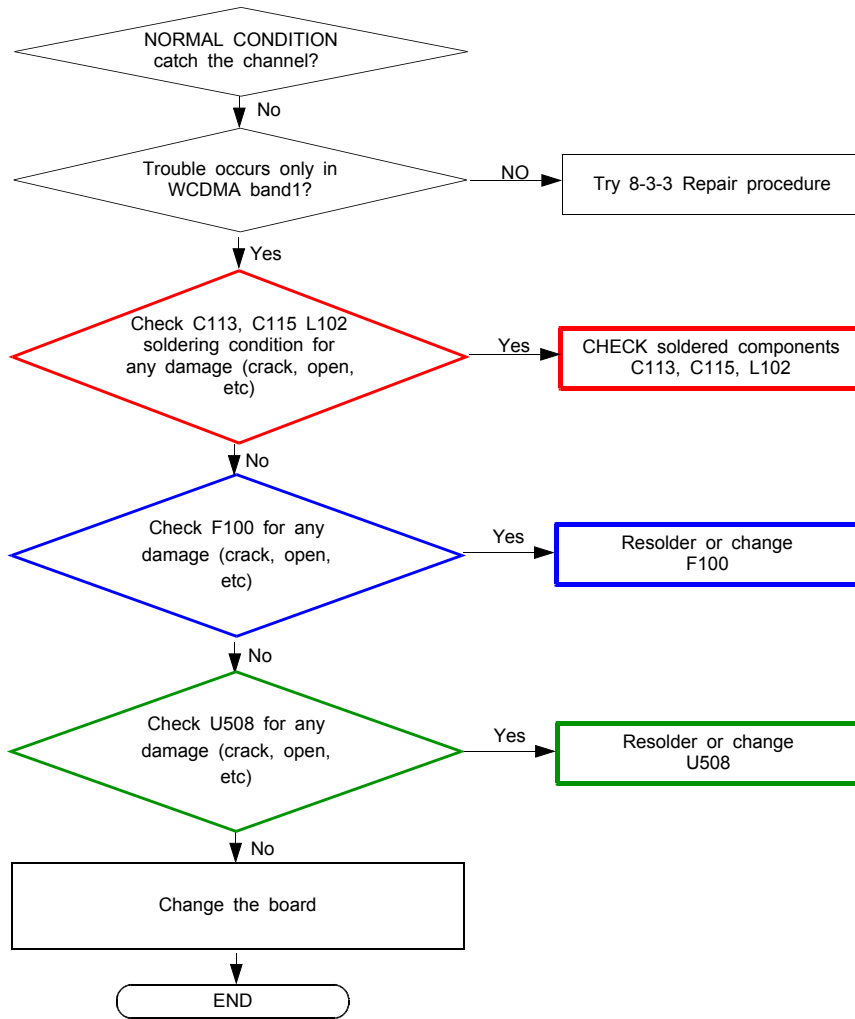 NORMAL CONDITION
catch the channel?
No
Trouble occurs only in
WCDMA band1?
NO
Try 8-3-3 Repair procedure
Yes
Check C113, C115 L102
soldering condition for
any damage (crack, open,
etc)
Yes
CHECK soldered components
C113, C115, L102
No
Check F100 for any
damage (crack, open,
etc)
Yes
Resolder or change
F100
No
Check U508 for any
damage (crack, open,
etc)
Yes
Resolder or change
U508
No
Change the board
END